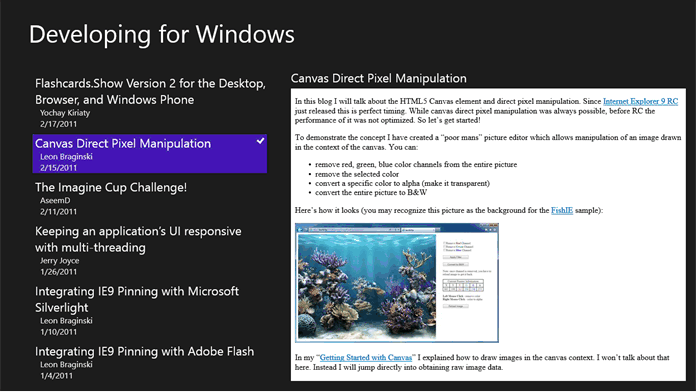 Developing for Windows
Flashcards.Show Version 2 for the Desktop,
Browser, and Windows Phone
Yochay Kiriaty
2/17/2011
Canvas Direct Pixel Manipulation
Leon Braginski
2/15/2011
The Imagine Cup Challenge!
AseemD
2/11/2011
Keeping an application's UI responsive
with multi-threading
Jerry Joyce
1/26/2011
Integrating IE9 Pinning with Microsoft
Silverlight
Leon Braginski
1/10/2011
Integrating IE9 Pinning with Adobe Flash
Leon Braginski
1/4/2011
Canvas Direct Pixel Manipulation
In this blog I will talk about the HTML5 Canvas element and direct pixel manipulation. Since Internet Explorer 9 RC
just released this is perfect timing. While canvas direct pixel manipulation was always possible, before RC the
performance of it was not optimized. So let's get started!
To demonstrate the concept I have created a “poor mans” picture editor which allows manipulation of an image drawn
in the context of the canvas. You can:
• remove red, green, blue color channels from the entire picture
• remove the selected color
• convert a specific color to alpha (make it transparent)
• convert the entire picture to B&W
Here's how it looks (you may recognize this picture as the background for the FishIE sample):
In my “Getting Started with Canvas” I explained how to draw images in the canvas context. I won't talk about that
here. Instead I will jump directly into obtaining raw image data.